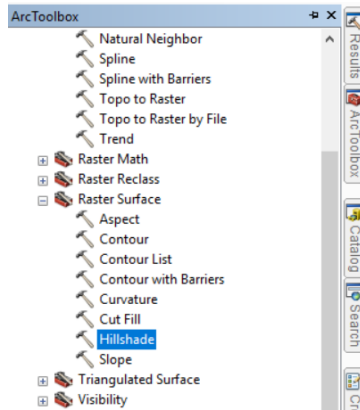 ArcToolbox
Natural Neighbor
Spline
Spline with Barriers
Topo to Raster
Topo to Raster by File
Trend
Raster Math
Raster Reclass
Raster Surface
Aspect
Contour
Contour List
Contour with Barriers
Curvature
Cut Fill
Hillshade
Slope
Triangulated Surface
Visibility
Results
ArcToolbox
Catalog
Search